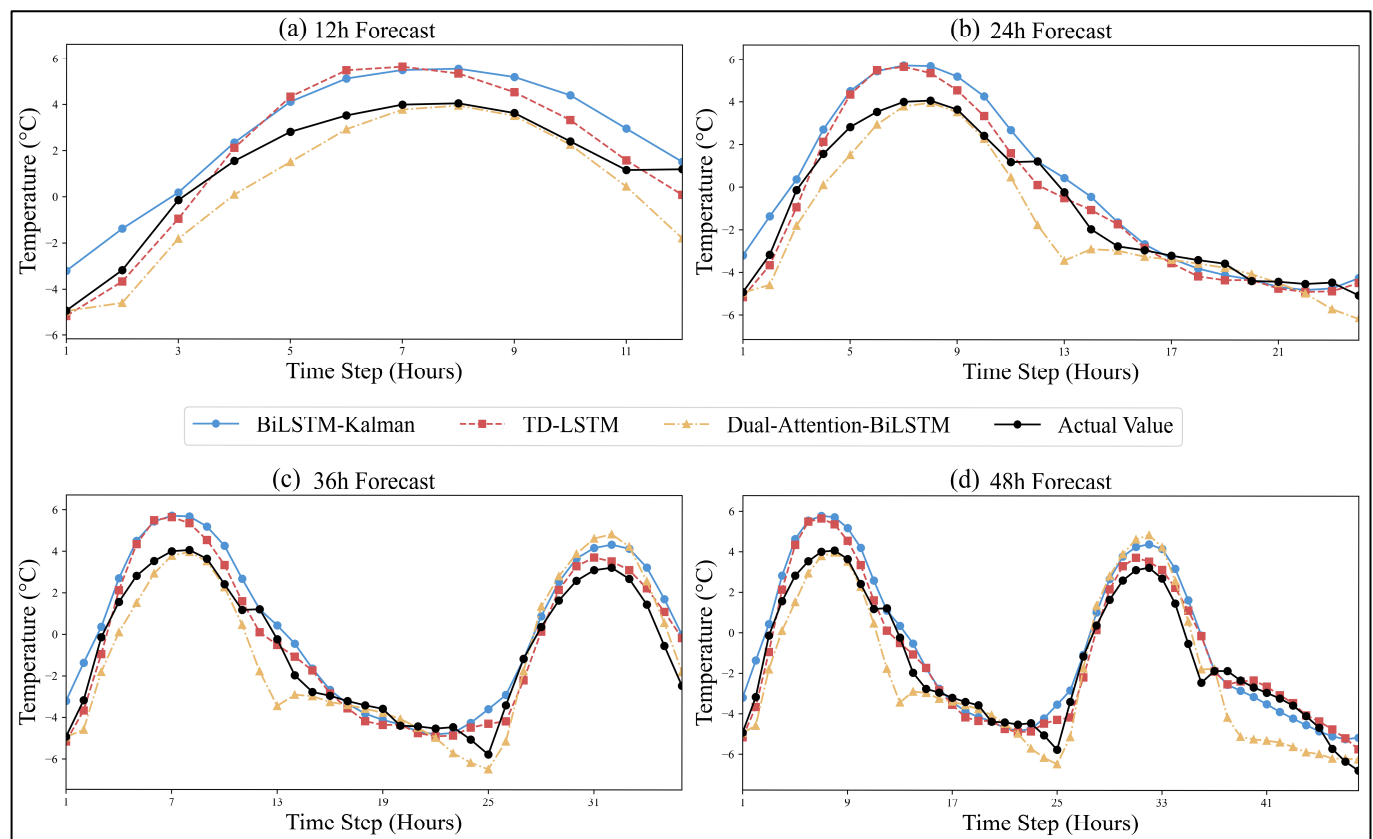 (a) 12h Forecast
Temperature (°C)
6
4
2
0
−2
−4
−6
1 3 5 7 9 11
Time Step (Hours)
(b) 24h Forecast
Temperature (°C)
6
4
2
0
−2
−4
−6
1 5 9 13 17 21
Time Step (Hours)
BiLSTM-Kalman TD-LSTM Dual-Attention-BiLSTM Actual Value
(c) 36h Forecast
Temperature (°C)
6
4
2
0
−2
−4
−6
1 7 13 19 25 31
Time Step (Hours)
(d) 48h Forecast
Temperature (°C)
6
4
2
0
−2
−4
−6
1 9 17 25 33 41
Time Step (Hours)